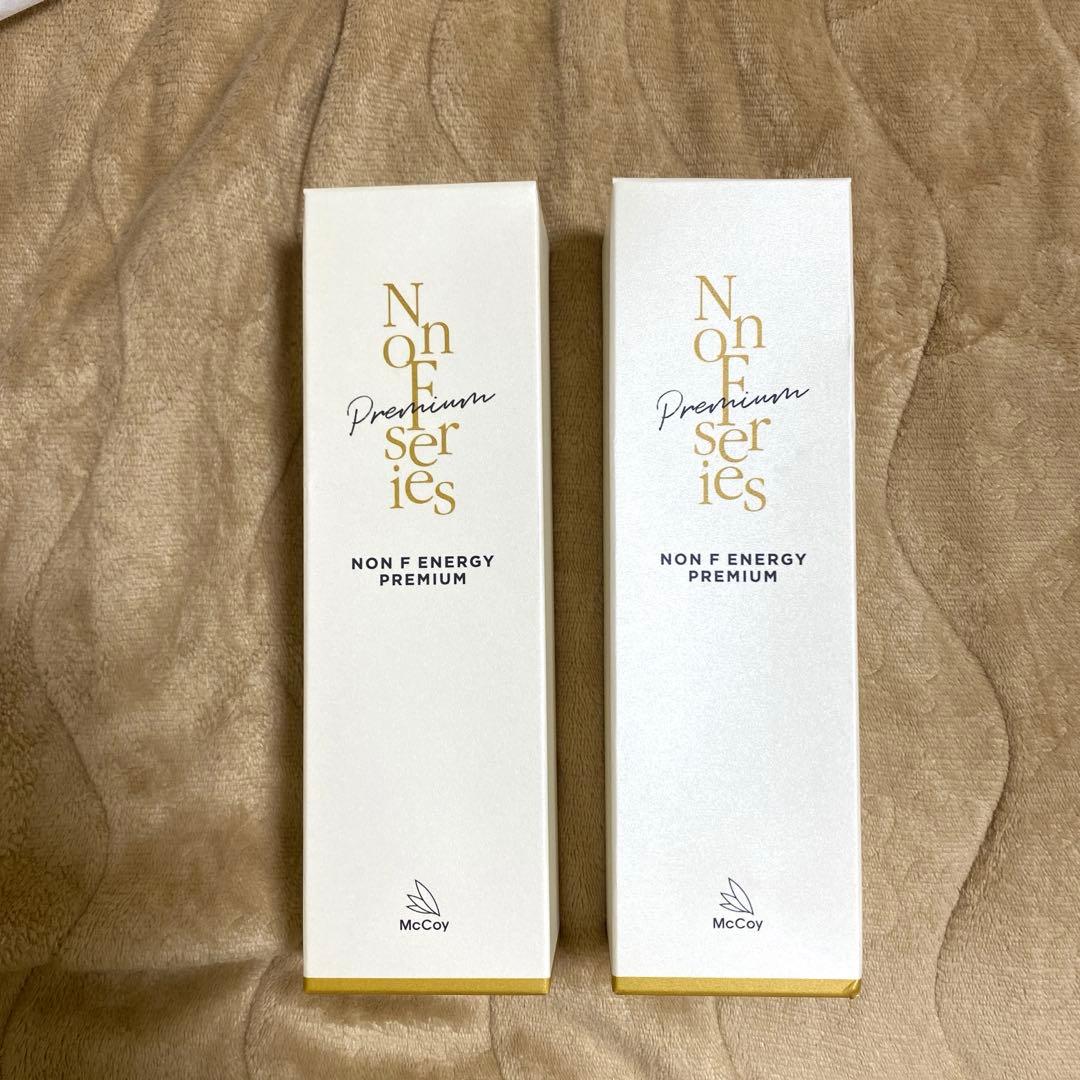 Non
F
Premium
series
NON F ENERGY
PREMIUM
McCoy
Non
F
Premium
series
NON F ENERGY
PREMIUM
McCoy